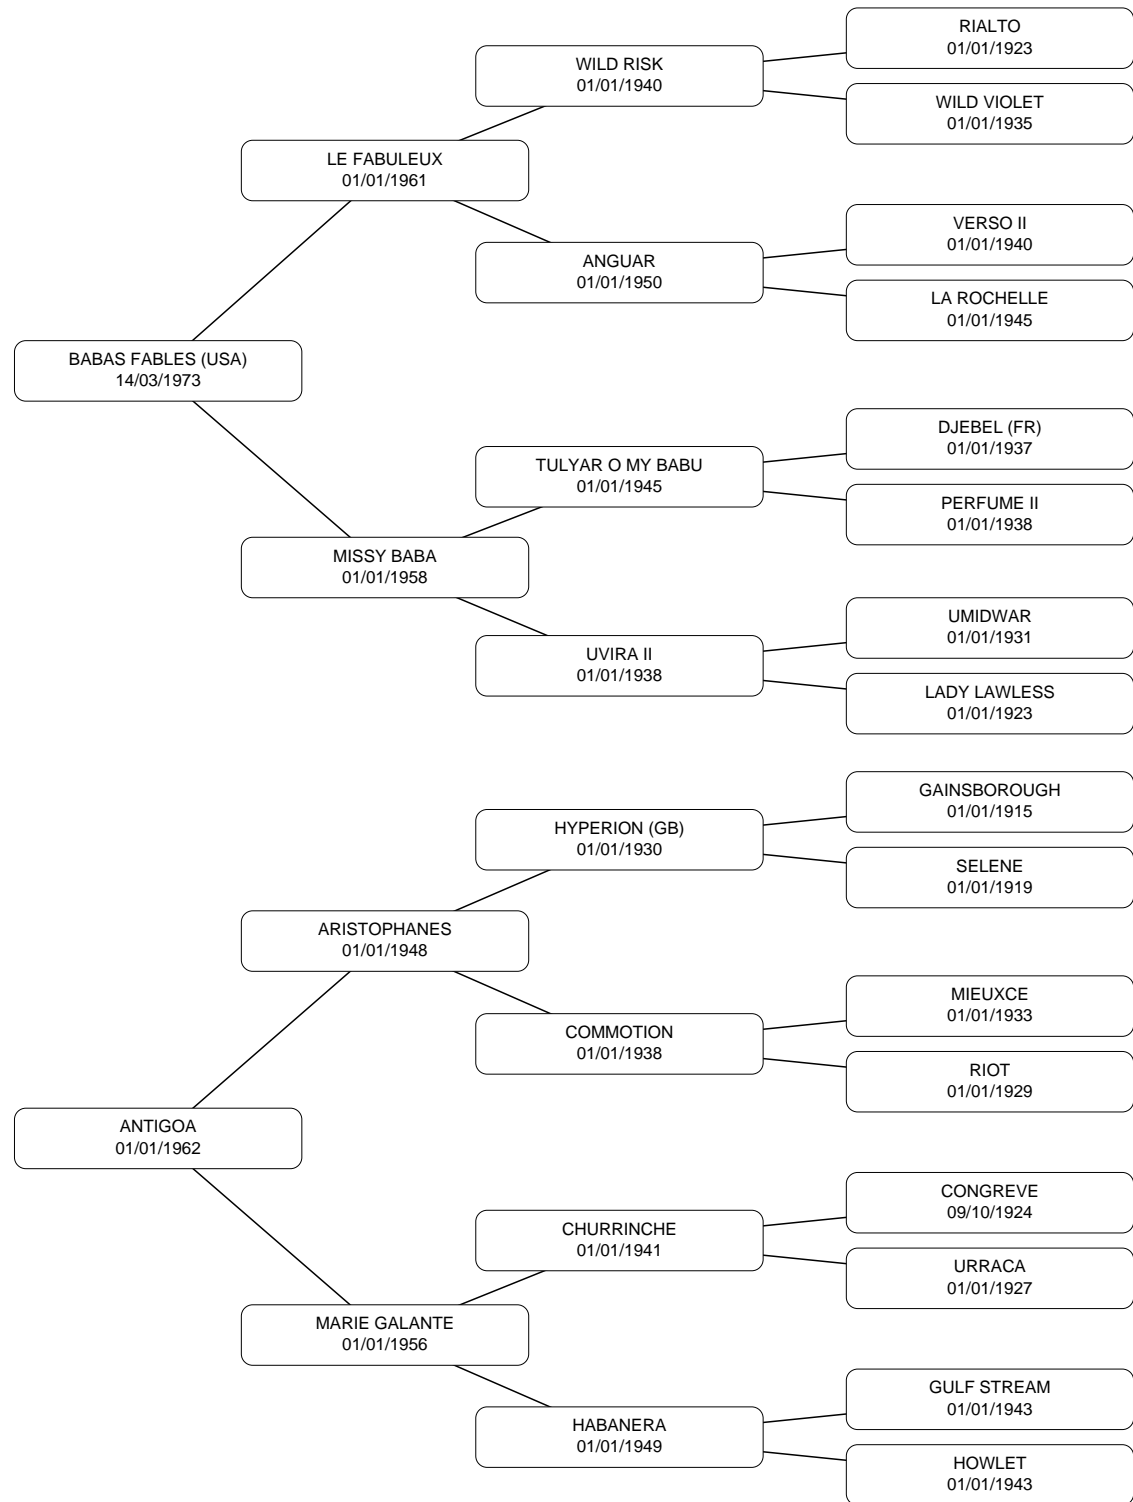 RIALTO
01/01/1923
WILD RISK
01/01/1940
WILD VIOLET
01/01/1935
LE FABULEUX
01/01/1961
VERSO II
01/01/1940
ANGUAR
01/01/1950
LA ROCHELLE
01/01/1945
BABAS FABLES (USA)
14/03/1973
DJEBEL (FR)
01/01/1937
TULYAR O MY BABU
01/01/1945
PERFUME II
01/01/1938
MISSY BABA
01/01/1958
UMIDWAR
01/01/1931
UVIRA II
01/01/1938
LADY LAWLESS
01/01/1923
GAINSBOROUGH
01/01/1915
HYPERION (GB)
01/01/1930
SELENE
01/01/1919
ARISTOPHANES
01/01/1948
MIEUXCE
01/01/1933
COMMOTION
01/01/1938
RIOT
01/01/1929
ANTIGOA
01/01/1962
CONGREVE
09/10/1924
CHURRINCHE
01/01/1941
URRACA
01/01/1927
MARIE GALANTE
01/01/1956
GULF STREAM
01/01/1943
HABANERA
01/01/1949
HOWLET
01/01/1943